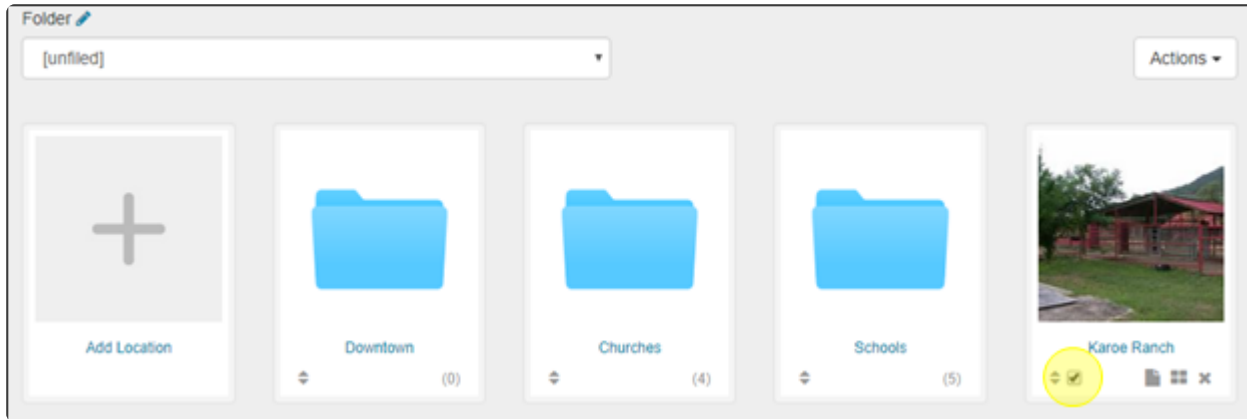 Folder
[unfiled]
Actions
Add Location
Downtown
Churches
Schools
Karoe Ranch
(0)
(4)
(5)